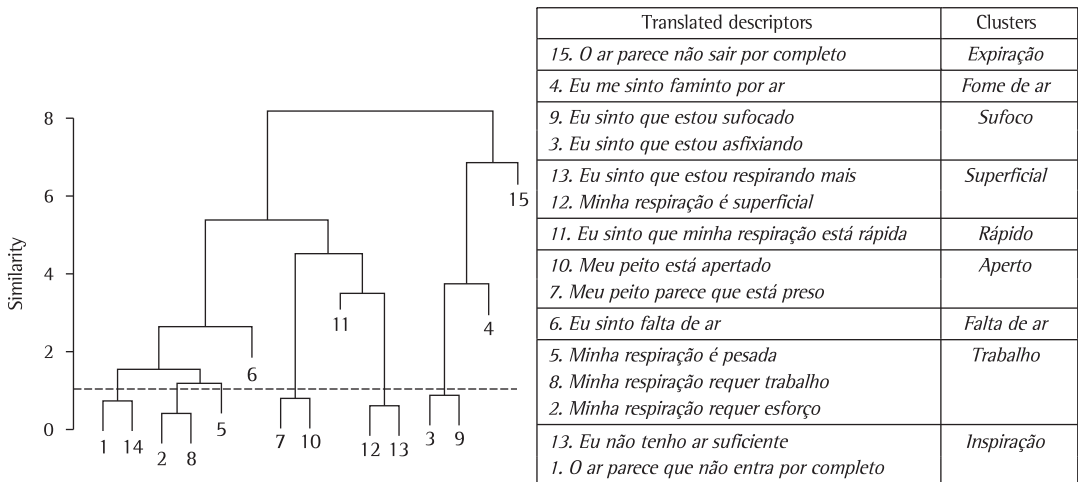 Similarity
8
6
4
2
0
15
11
4
6
5
7 10
12 13
3 9
1 14
2 8
Translated descriptors Clusters
15. O ar parece não sair por completo Expiração
4. Eu me sinto faminto por ar Fome de ar
9. Eu sinto que estou sufocado Sufoco
3. Eu sinto que estou asfixiando
13. Eu sinto que estou respirando mais Superficial
12. Minha respiração é superficial
11. Eu sinto que minha respiração está rápida Rápido
10. Meu peito está apertado Aperto
7. Meu peito parece que está preso
6. Eu sinto falta de ar Falta de ar
5. Minha respiração é pesada Trabalho
8. Minha respiração requer trabalho
2. Minha respiração requer esforço
13. Eu não tenho ar suficiente Inspiração
1. O ar parece que não entra por completo